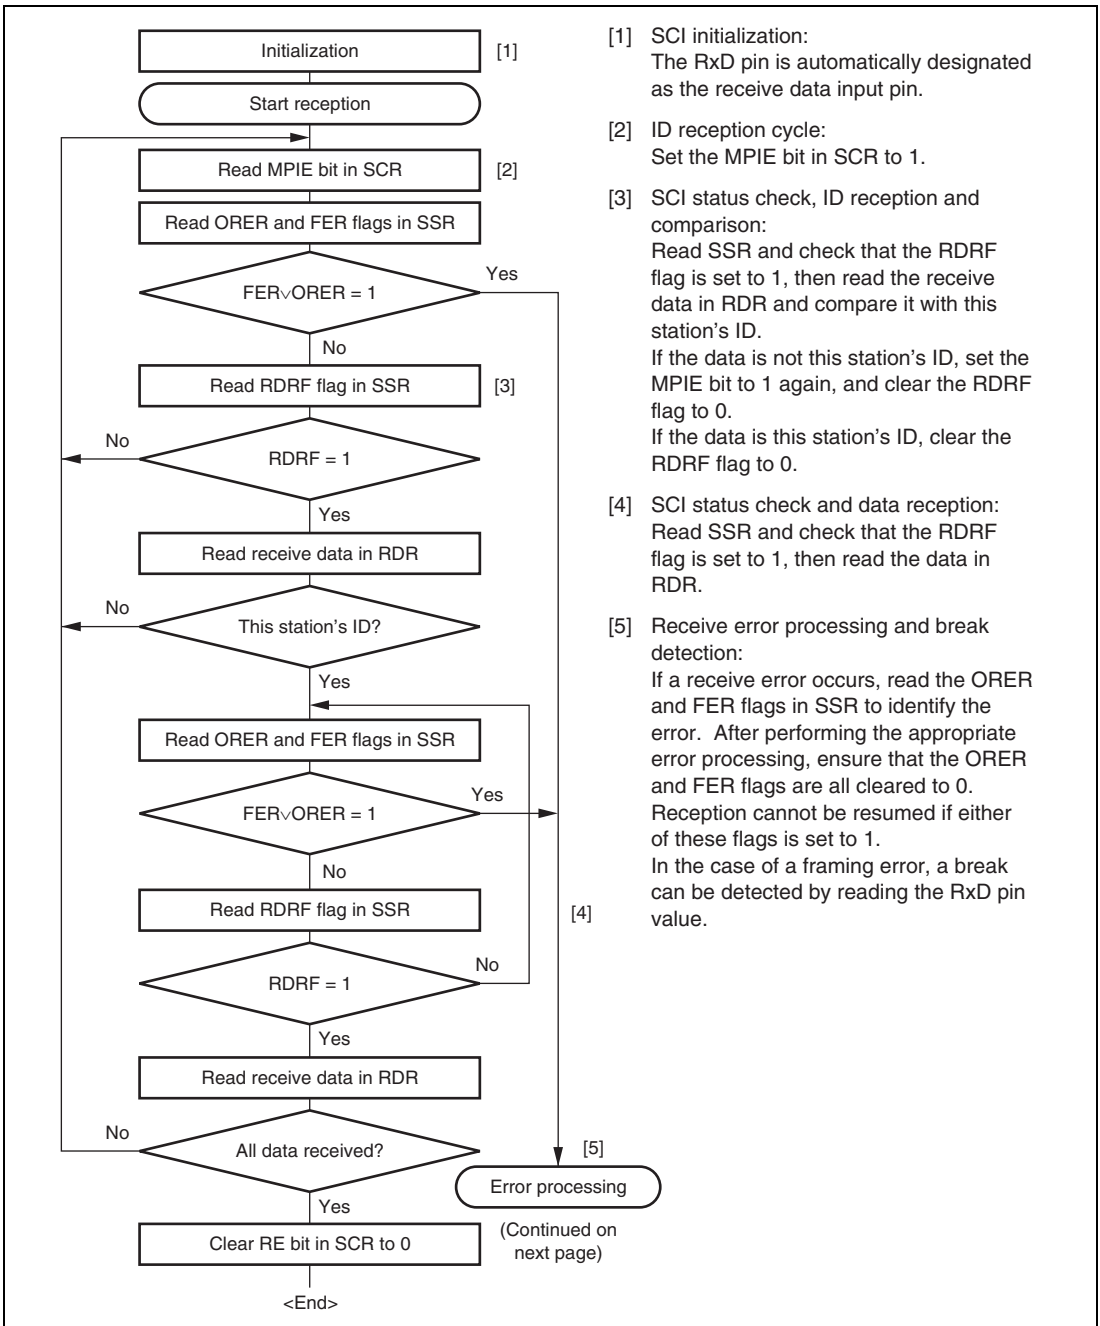 Initialization
[1]
Start reception
Read MPIE bit in SCR
[2]
Read ORER and FER flags in SSR
FER∨ORER = 1
Yes
No
Read RDRF flag in SSR
[3]
RDRF = 1
No
Yes
Read receive data in RDR
This station's ID?
No
Yes
Read ORER and FER flags in SSR
FER∨ORER = 1
Yes
No
Read RDRF flag in SSR
[4]
RDRF = 1
No
Yes
Read receive data in RDR
All data received?
No
[5]
Error processing
(Continued on
next page)
Yes
Clear RE bit in SCR to 0
<End>
[1] SCI initialization:
The RxD pin is automatically designated
as the receive data input pin.
[2] ID reception cycle:
Set the MPIE bit in SCR to 1.
[3] SCI status check, ID reception and
comparison:
Read SSR and check that the RDRF
flag is set to 1, then read the receive
data in RDR and compare it with this
station's ID.
If the data is not this station's ID, set the
MPIE bit to 1 again, and clear the RDRF
flag to 0.
If the data is this station's ID, clear the
RDRF flag to 0.
[4] SCI status check and data reception:
Read SSR and check that the RDRF
flag is set to 1, then read the data in
RDR.
[5] Receive error processing and break
detection:
If a receive error occurs, read the ORER
and FER flags in SSR to identify the
error. After performing the appropriate
error processing, ensure that the ORER
and FER flags are all cleared to 0.
Reception cannot be resumed if either
of these flags is set to 1.
In the case of a framing error, a break
can be detected by reading the RxD pin
value.